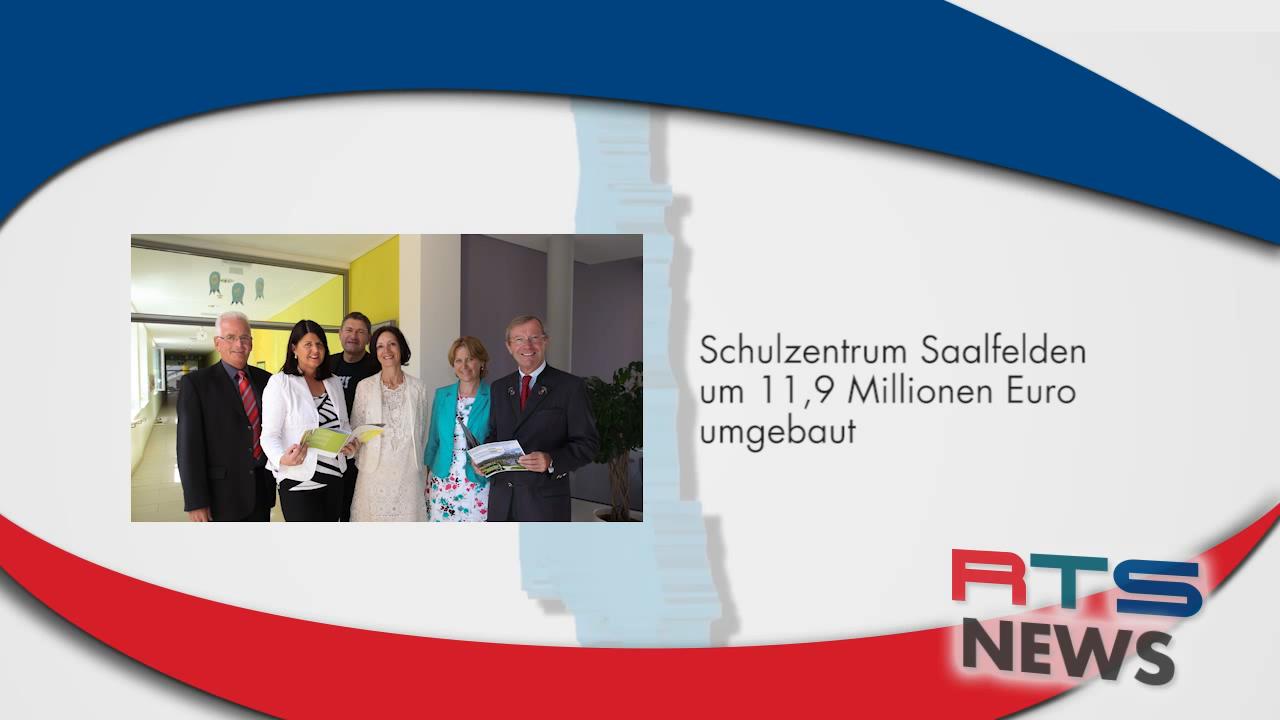 Schulzentrum Saalfelden
um 11,9 Millionen Euro
umgebaut
RTS
NEWS